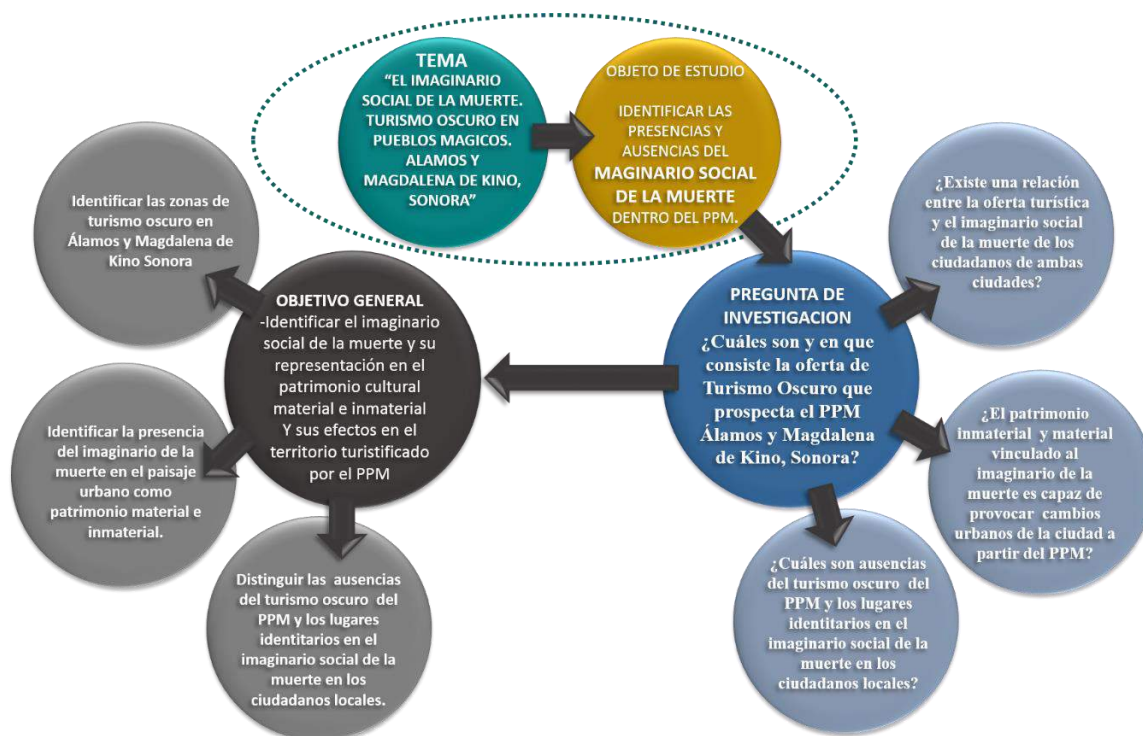 TEMA
“EL IMAGINARIO
SOCIAL DE LA MUERTE.
TURISMO OSCURO EN
PUEBLOS MAGICOS.
ALAMOS Y
MAGDALENA DE KINO,
SONORA”
OBJETO DE ESTUDIO
IDENTIFICAR LAS
PRESENCIAS Y
AUSENCIAS DEL
MAGINARIO SOCIAL
DE LA MUERTE
DENTRO DEL PPM.
PREGUNTA DE
INVESTIGACION
¿Cuáles son y en que
consiste la oferta de
Turismo Oscuro que
prospecta el PPM
Álamos y Magdalena
de Kino, Sonora?
¿Existe una relación
entre la oferta turística
y el imaginario social
de la muerte de los
ciudadanos de ambas
ciudades?
¿El patrimonio
inmaterial y material
vinculado al
imaginario de la
muerte es capaz de
provocar cambios
urbanos de la ciudad a
partir del PPM?
¿Cuáles son ausencias
del turismo oscuro del
PPM y los lugares
identitarios en el
imaginario social de la
muerte en los
ciudadanos locales?
OBJETIVO GENERAL
-Identificar el imaginario
social de la muerte y su
representación en el
patrimonio cultural
material e inmaterial
Y sus efectos en el
territorio turistificado
por el PPM
Identificar las zonas de
turismo oscuro en
Álamos y Magdalena de
Kino Sonora
Identificar la presencia
del imaginario de la
muerte en el paisaje
urbano como
patrimonio material e
inmaterial.
Distinguir las ausencias
del turismo oscuro del
PPM y los lugares
identitarios en el
imaginario social de la
muerte en los
ciudadanos locales.